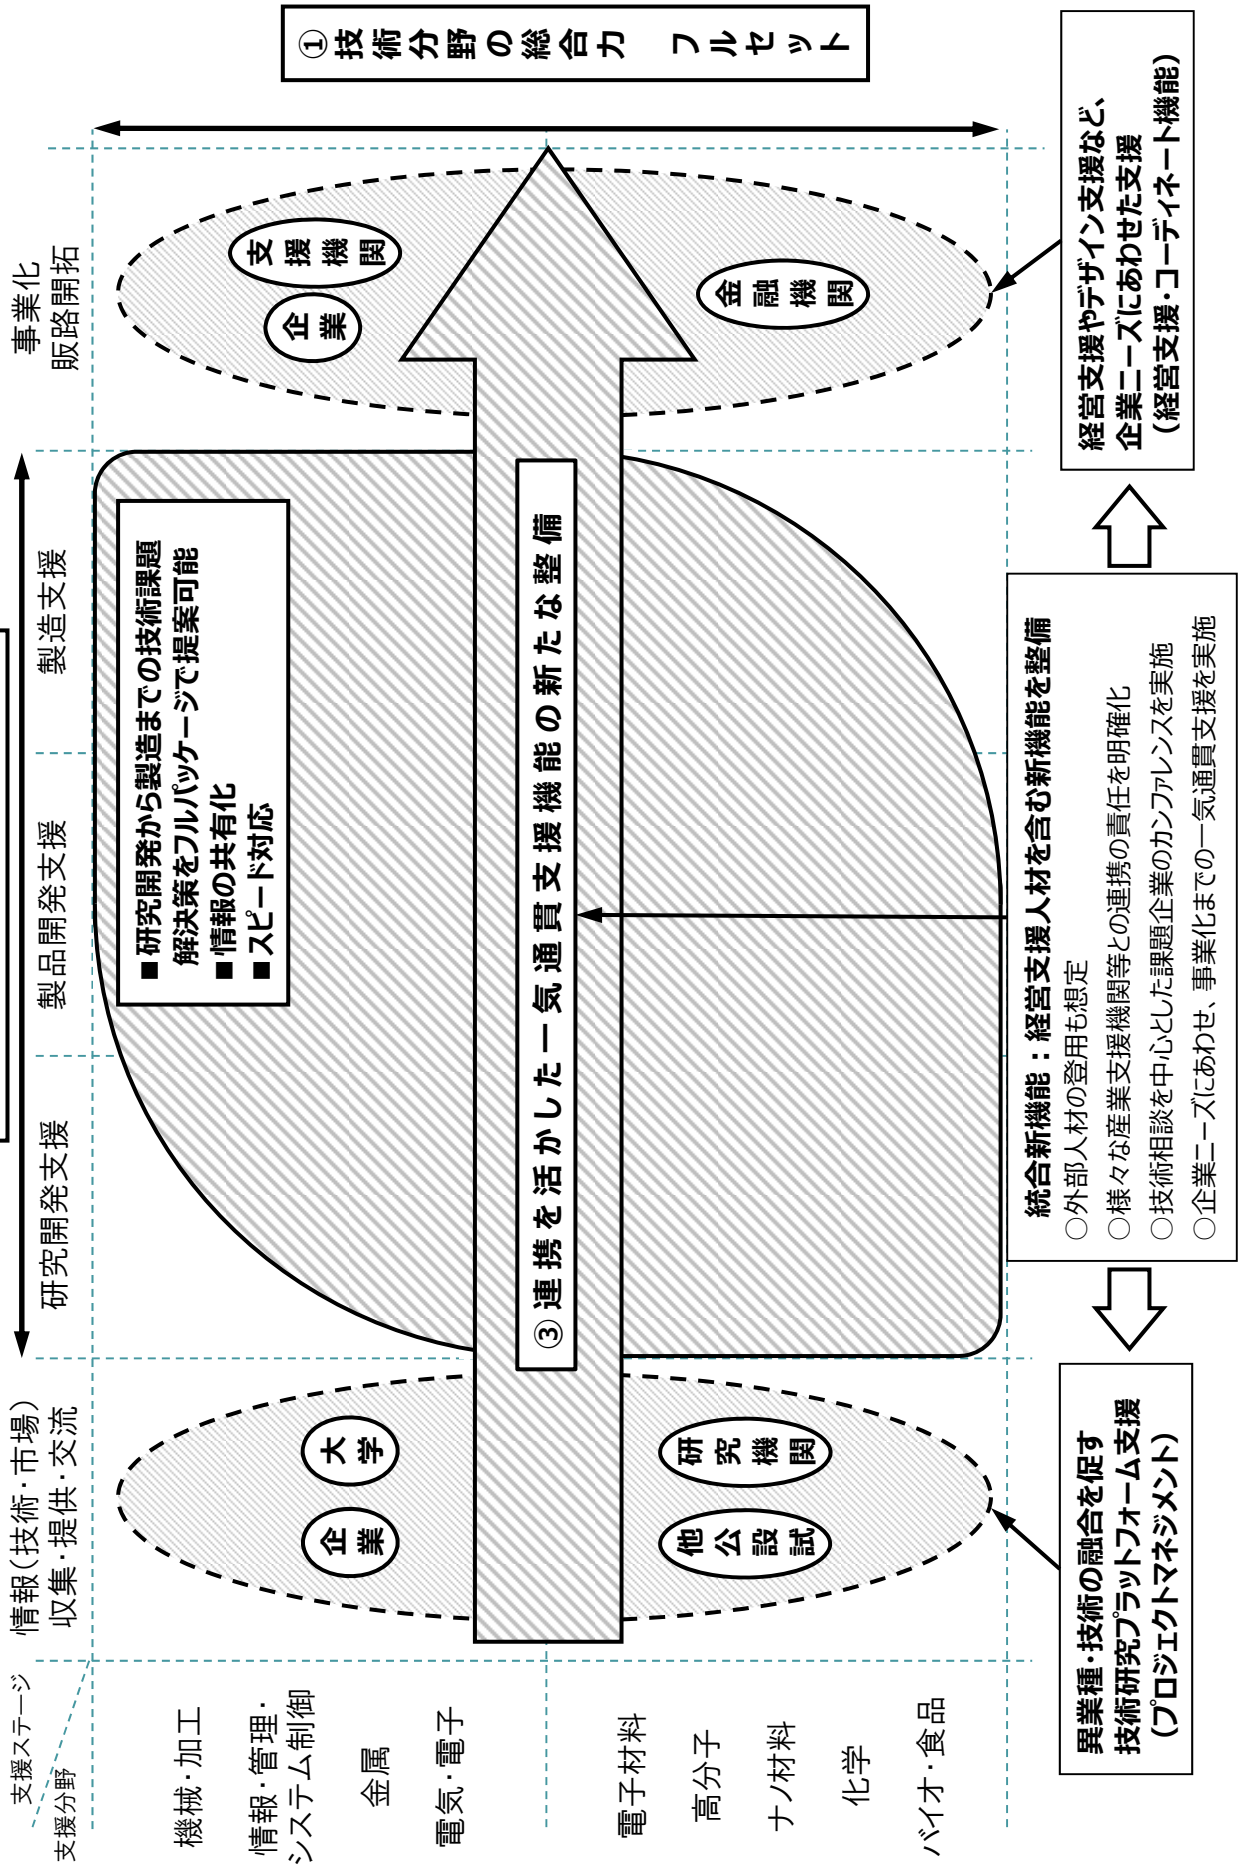 支援ステージ
支援分野
情報(技術・市場)
収集・提供・交流
研究開発支援
製品開発支援
製造支援
事業化
販路開拓
①技術分野の総合力　フルセット
機械・加工
情報・管理・
システム制御
金属
電気・電子
電子材料
高分子
ナノ材料
化学
バイオ・食品
企業
大学
他公設試
研究機関
■研究開発から製造までの技術課題
解決策をフルパッケージで提案可能
■情報の共有化
■スピード対応
③連携を活かした一気通貫支援機能の新たな整備
企業
支援機関
金融機関
異業種・技術の融合を促す
技術研究プラットフォーム支援
(プロジェクトマネジメント)
統合新機能：経営支援人材を含む新機能を整備
○外部人材の登用も想定
○様々な産業支援機関等との連携の責任を明確化
○技術相談を中心とした課題企業のカンファレンスを実施
○企業ニーズにあわせ、事業化までの一気通貫支援を実施
経営支援やデザイン支援など、
企業ニーズにあわせた支援
(経営支援・コーディネート機能)